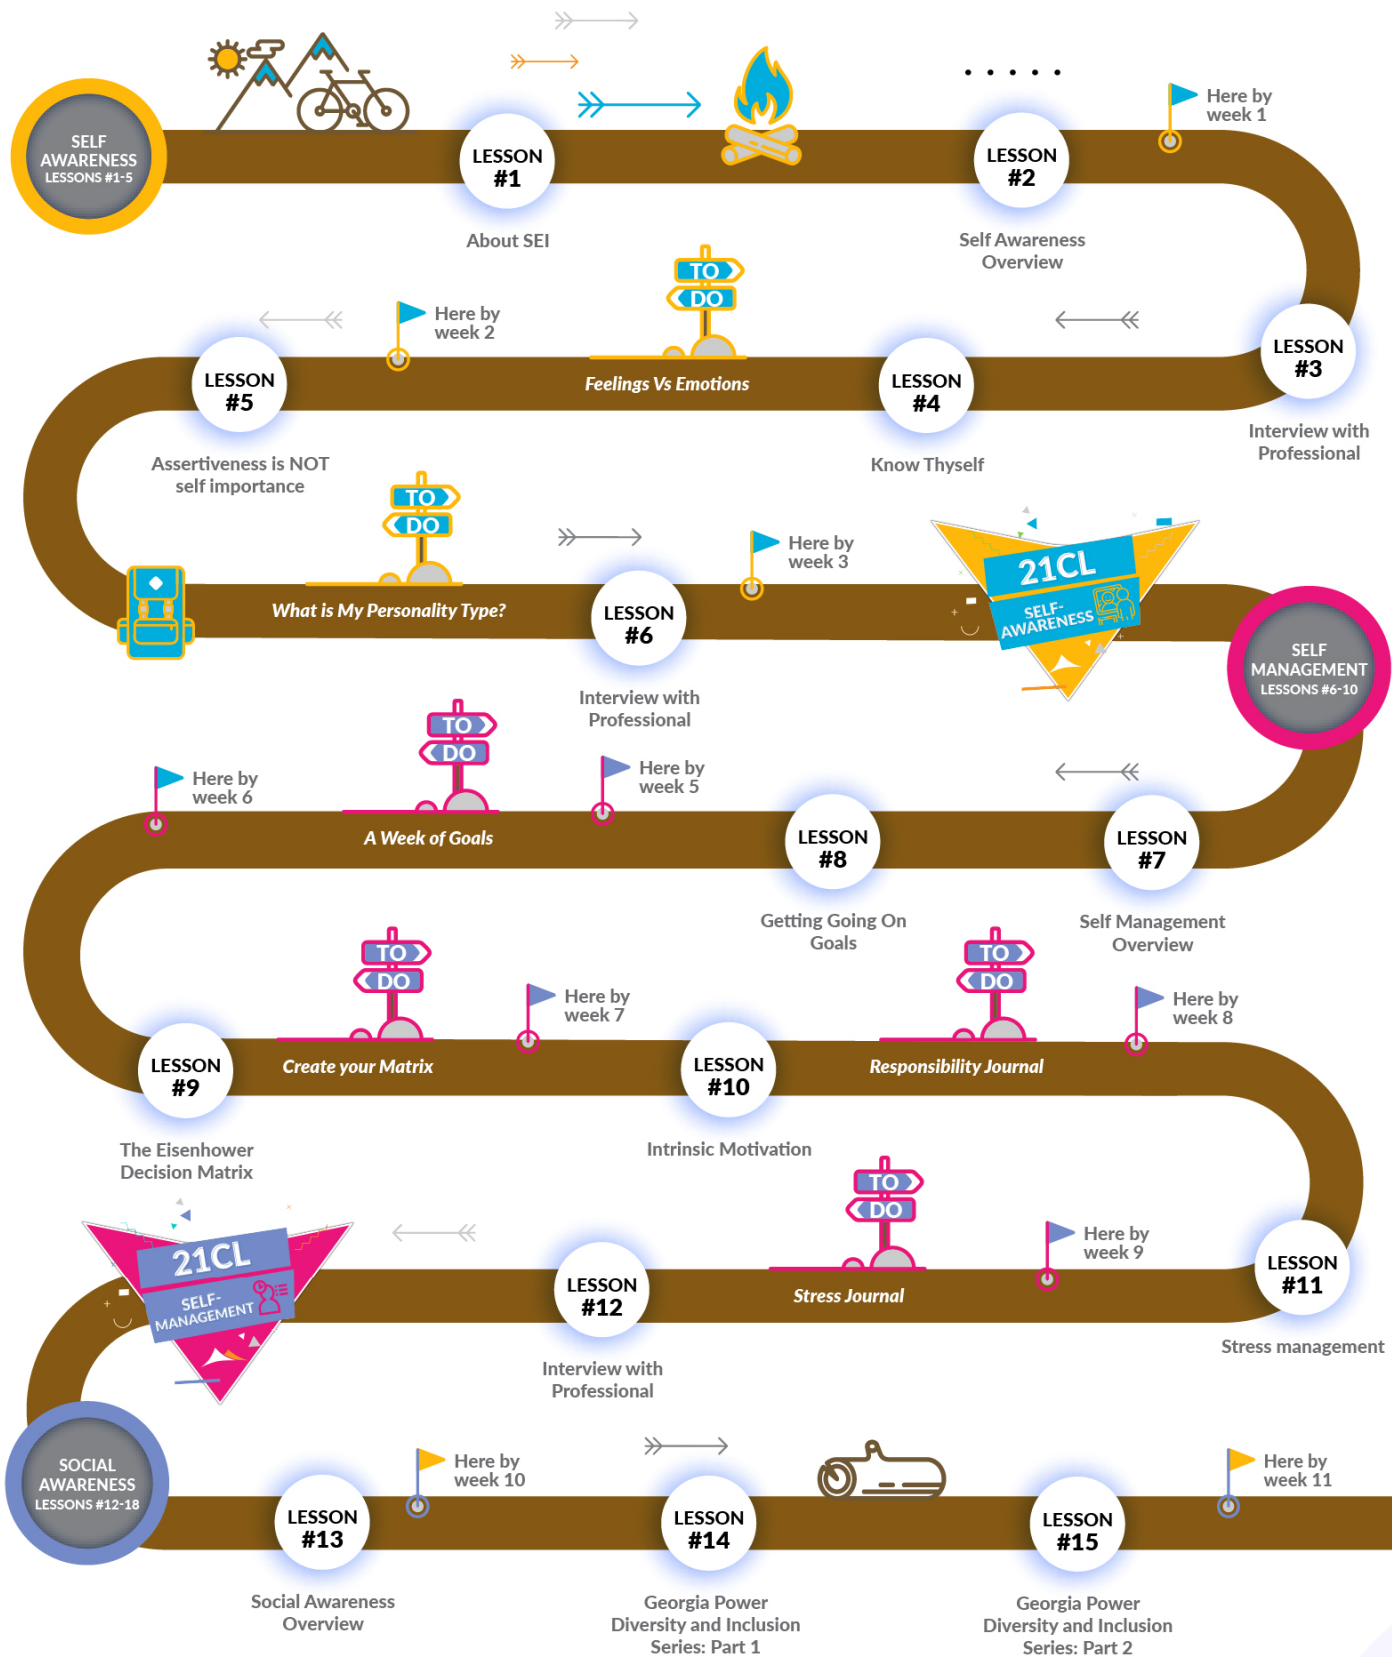 SELF
AWARENESS
LESSONS #1-5
LESSON
#1
About SEI
LESSON
#2
Self Awareness
Overview
Here by
week 1
LESSON
#3
Interview with
Professional
LESSON
#4
Know Thyself
TO
DO
Feelings Vs Emotions
Here by
week 2
LESSON
#5
Assertiveness is NOT
self importance
TO
DO
What is My Personality Type?
LESSON
#6
Interview with
Professional
Here by
week 3
21CL
SELF-
AWARENESS
SELF
MANAGEMENT
LESSONS #6-10
LESSON
#7
Self Management
Overview
LESSON
#8
Getting Going On
Goals
Here by
week 5
TO
DO
A Week of Goals
Here by
week 6
LESSON
#9
The Eisenhower
Decision Matrix
TO
DO
Create your Matrix
Here by
week 7
LESSON
#10
Intrinsic Motivation
TO
DO
Responsibility Journal
Here by
week 8
LESSON
#11
Stress management
Here by
week 9
TO
DO
Stress Journal
LESSON
#12
Interview with
Professional
21CL
SELF-
MANAGEMENT
SOCIAL
AWARENESS
LESSONS #12-18
LESSON
#13
Social Awareness
Overview
Here by
week 10
LESSON
#14
Georgia Power
Diversity and Inclusion
Series: Part 1
LESSON
#15
Georgia Power
Diversity and Inclusion
Series: Part 2
Here by
week 11